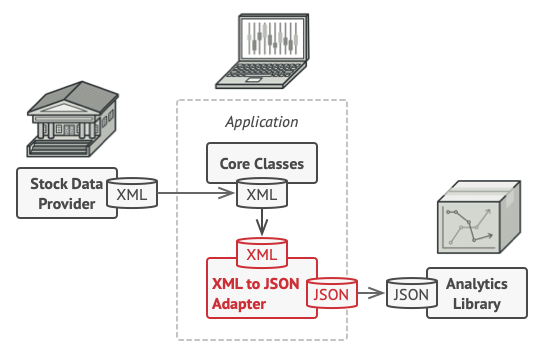 Application
Stock Data
Provider
XML
Core Classes
XML
XML
XML to JSON
Adapter
JSON
JSON
Analytics
Library